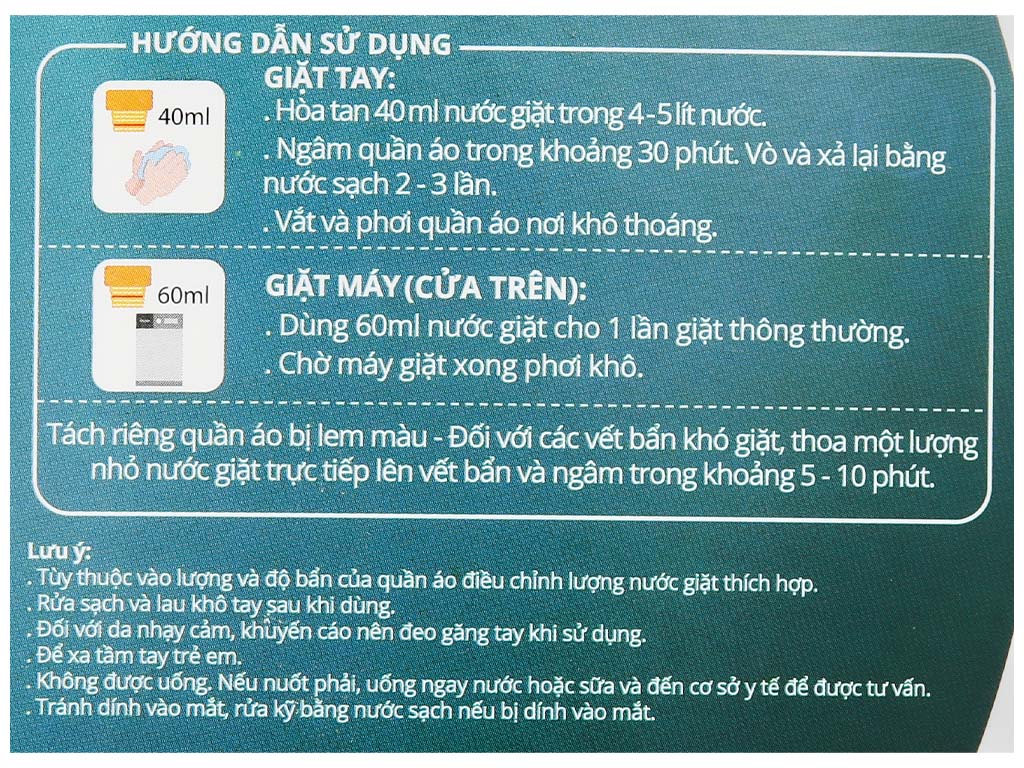 HƯỚNG DẪN SỬ DỤNG
GIẶT TAY:
40ml
. Hòa tan 40ml nước giặt trong 4-5 lít nước.
. Ngâm quần áo trong khoảng 30 phút. Vò và xả lại bằng
nước sạch 2 - 3 lần.
. Vắt và phơi quần áo nơi khô thoáng.
60ml
GIẶT MÁY (CỬA TRÊN):
. Dùng 60ml nước giặt cho 1 lần giặt thông thường.
. Chờ máy giặt xong phơi khô.
Tách riêng quần áo bị lem màu - Đối với các vết bẩn khó giặt, thoa một lượng
nhỏ nước giặt trực tiếp lên vết bẩn và ngâm trong khoảng 5 - 10 phút.
Lưu ý:
. Tùy thuộc vào lượng và độ bẩn của quần áo điều chỉnh lượng nước giặt thích hợp.
. Rửa sạch và lau khô tay sau khi dùng.
. Đối với da nhạy cảm, khuyến cáo nên đeo găng tay khi sử dụng.
. Để xa tầm tay trẻ em.
. Không được uống. Nếu nuốt phải, uống ngay nước hoặc sữa và đến cơ sở y tế để được tư vấn.
. Tránh dính vào mắt, rửa kỹ bằng nước sạch nếu bị dính vào mắt.